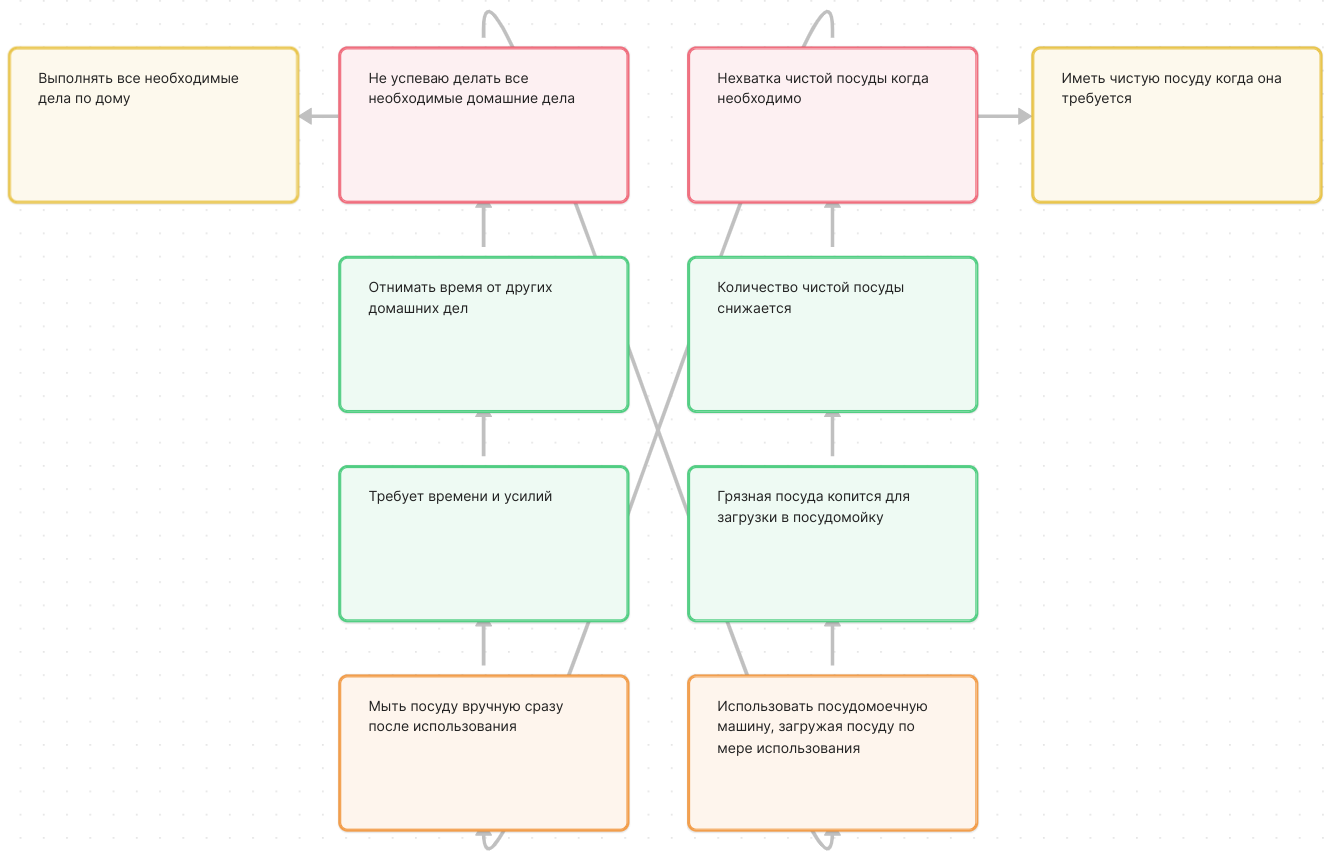 Выполнять все необходимые
дела по дому
Не успеваю делать все
необходимые домашние дела
Нехватка чистой посуды когда
необходимо
Иметь чистую посуду когда она
требуется
Отнимать время от других
домашних дел
Количество чистой посуды
снижается
Требует времени и усилий
Грязная посуда копится для
загрузки в посудомойку
Мыть посуду вручную сразу
после использования
Использовать посудомоечную
машину, загружая посуду по
мере использования